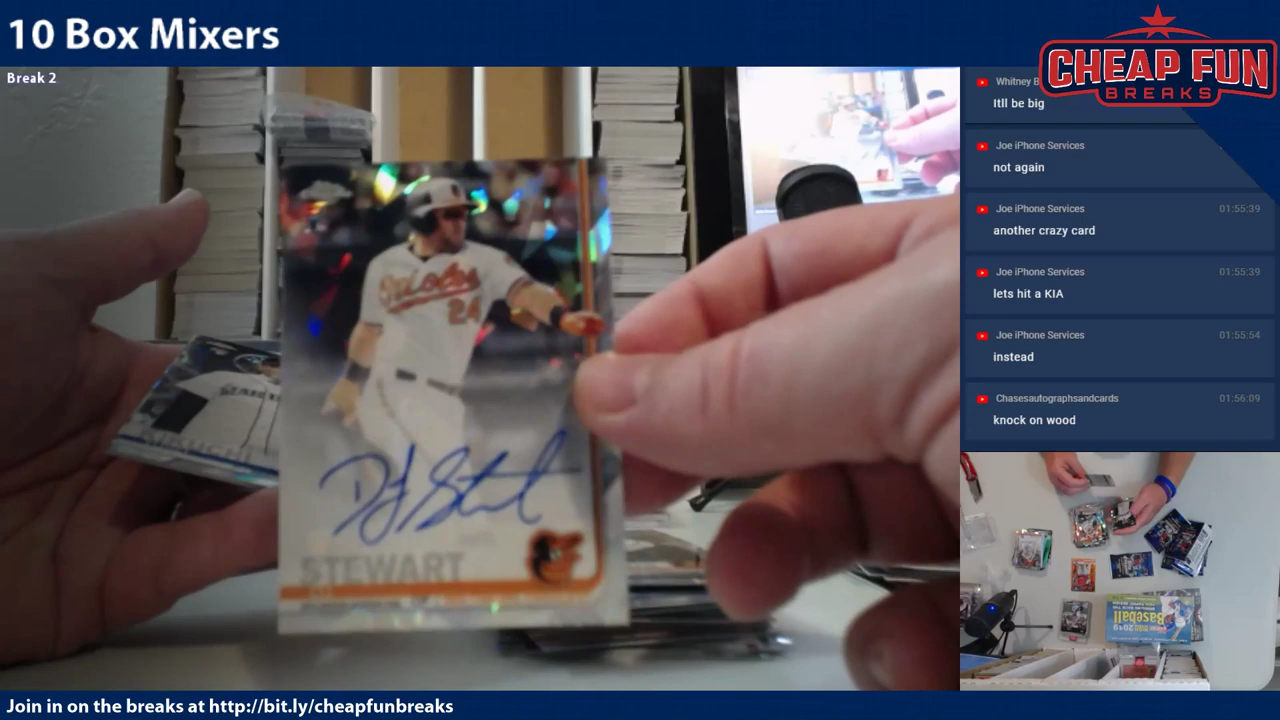 10 Box Mixers
CHEAP FUN
BREAKS
Break 2
Whitney B
Itll be big
Joe iPhone Services
not again
Joe iPhone Services 01:55:39
another crazy card
Joe iPhone Services 01:55:39
lets hit a KIA
Joe iPhone Services 01:55:54
instead
Chasesautographsandcards 01:56:09
knock on wood
Orioles
24
DJ Stewart
STEWART
2019
Baseball
Join in on the breaks at http://bit.ly/cheapfunbreaks